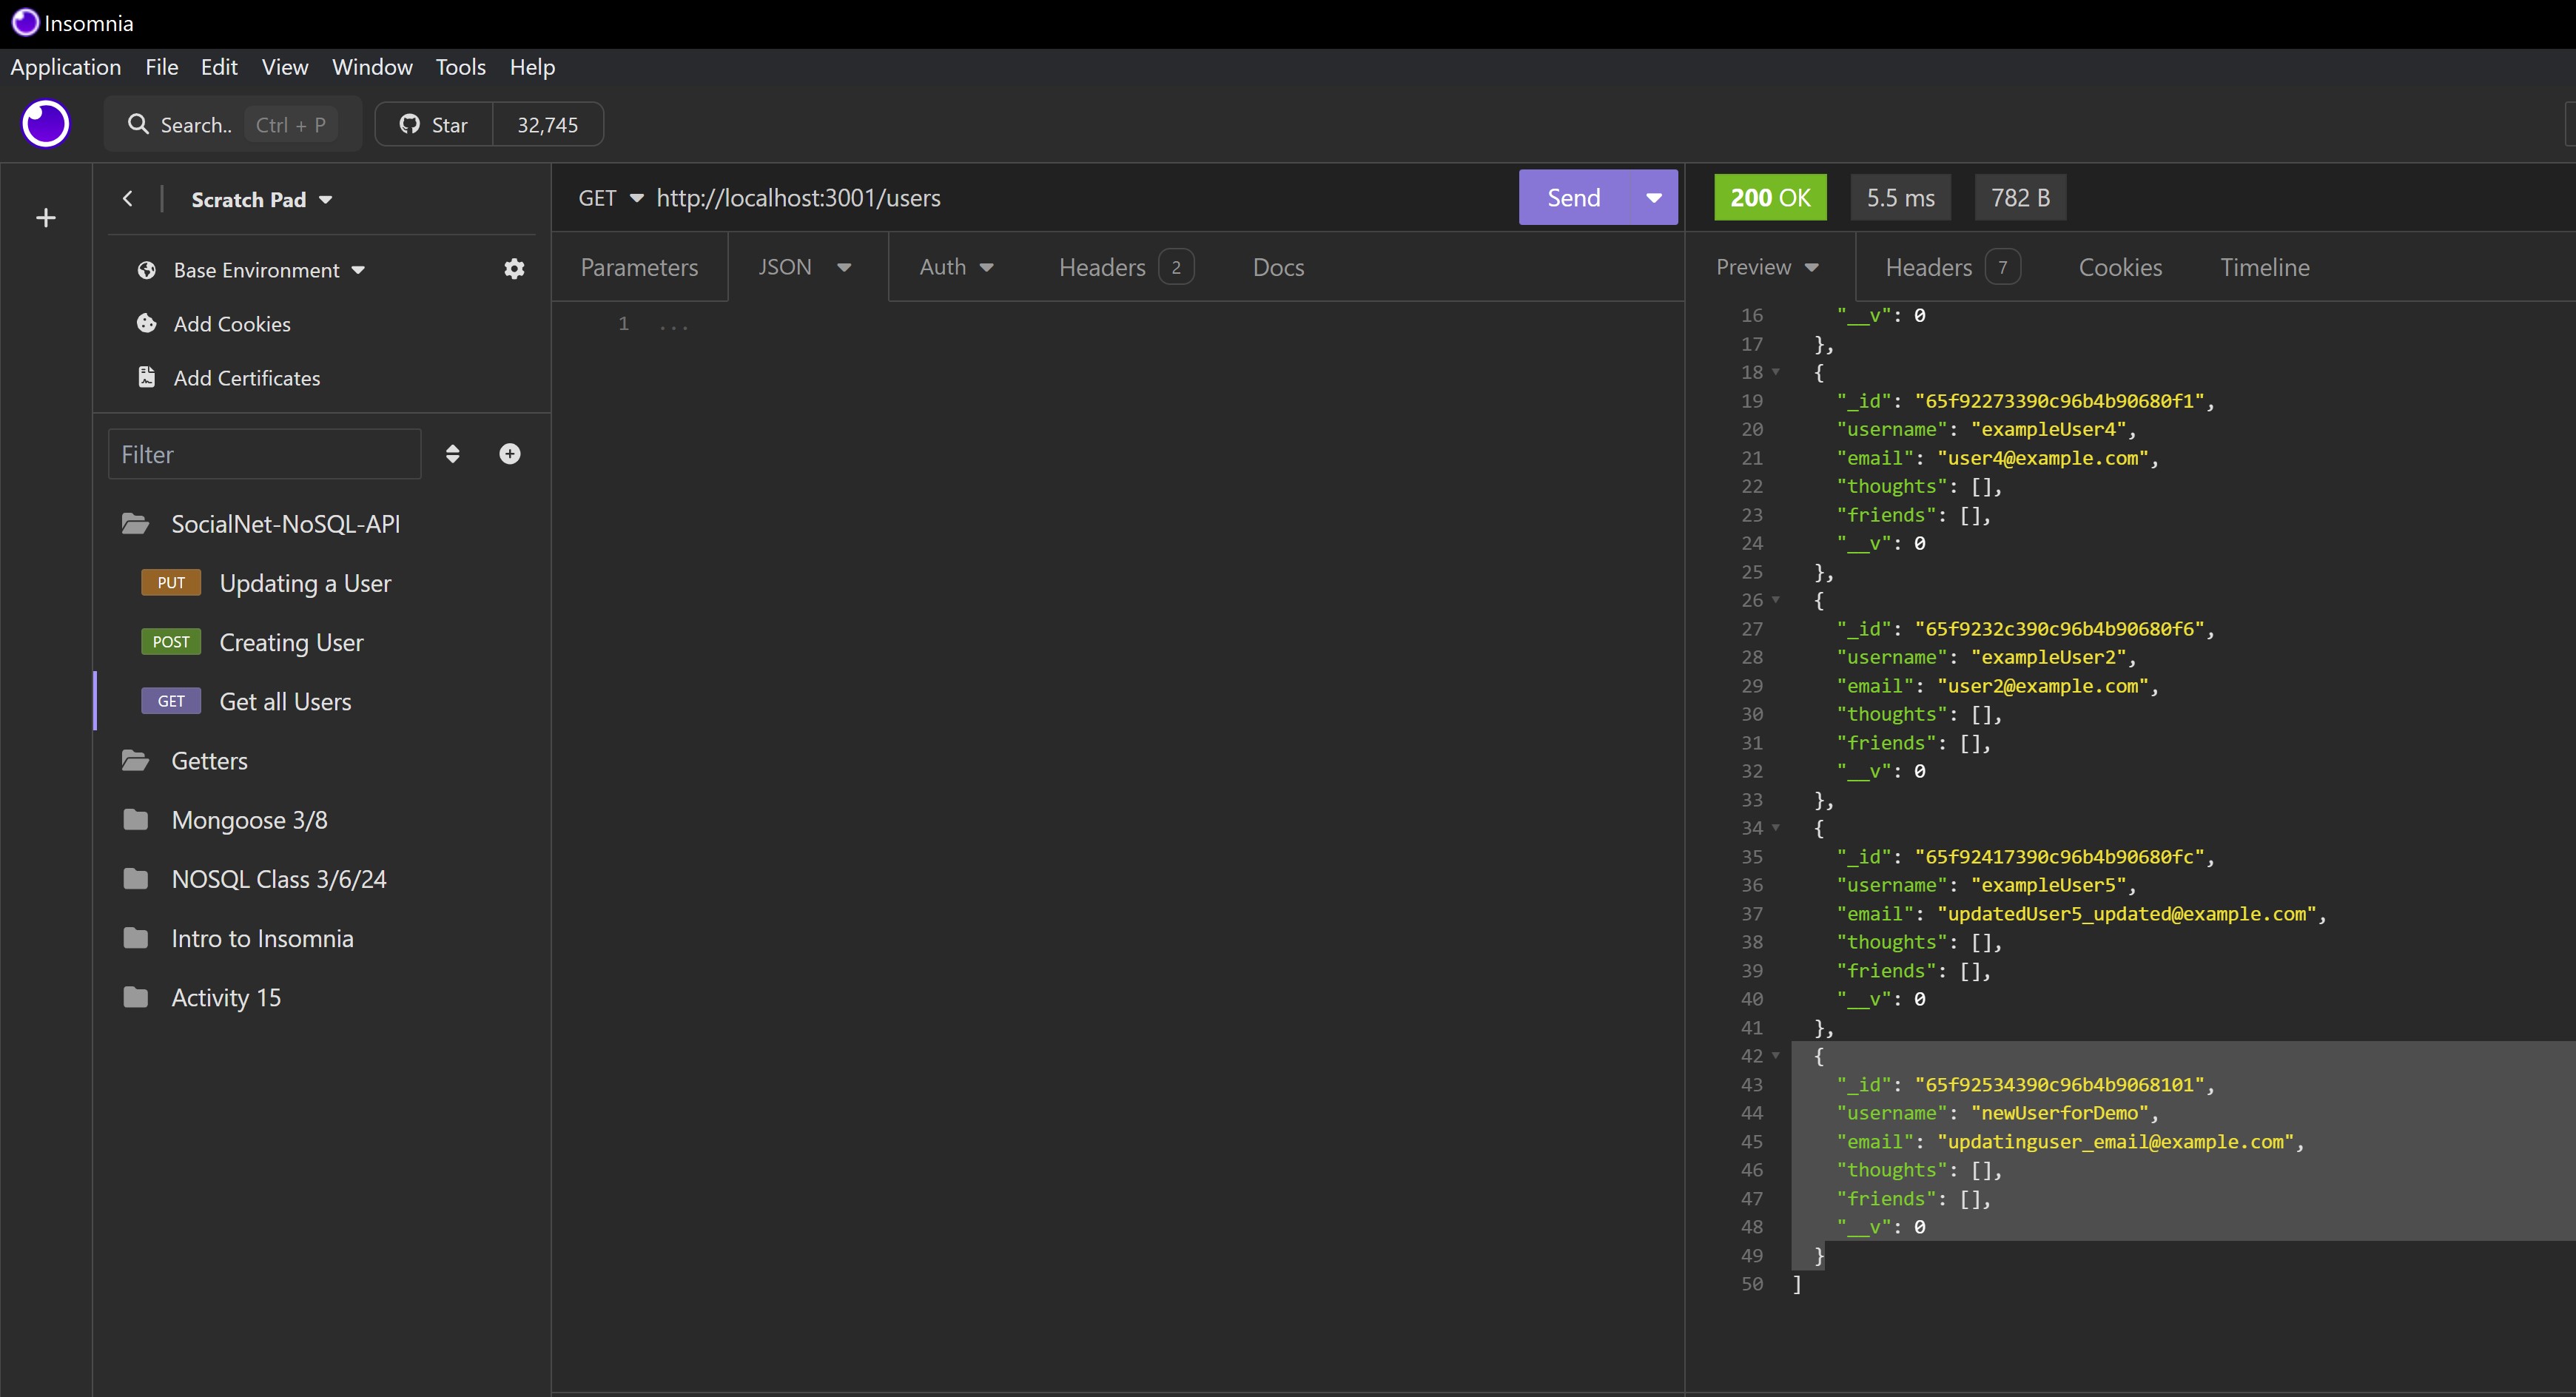 Insomnia
Application File Edit View Window Tools Help
Search.. Ctrl + P Star 32,745
Scratch Pad
Base Environment
Add Cookies
Add Certificates
Filter
SocialNet-NoSQL-API
PUT Updating a User
POST Creating User
GET Get all Users
Getters
Mongoose 3/8
NOSQL Class 3/6/24
Intro to Insomnia
Activity 15
GET http://localhost:3001/users Send
Parameters JSON Auth Headers 2 Docs
1 ...
200 OK 5.5 ms 782 B
Preview Headers 7 Cookies Timeline
16 "__v": 0
17 },
18 {
19 "_id": "65f92273390c96b4b90680f1",
20 "username": "exampleUser4",
21 "email": "user4@example.com",
22 "thoughts": [],
23 "friends": [],
24 "__v": 0
25 },
26 {
27 "_id": "65f9232c390c96b4b90680f6",
28 "username": "exampleUser2",
29 "email": "user2@example.com",
30 "thoughts": [],
31 "friends": [],
32 "__v": 0
33 },
34 {
35 "_id": "65f92417390c96b4b90680fc",
36 "username": "exampleUser5",
37 "email": "updatedUser5_updated@example.com",
38 "thoughts": [],
39 "friends": [],
40 "__v": 0
41 },
42 {
43 "_id": "65f92534390c96b4b9068101",
44 "username": "newUserforDemo",
45 "email": "updatinguser_email@example.com",
46 "thoughts": [],
47 "friends": [],
48 "__v": 0
49 }
50 ]